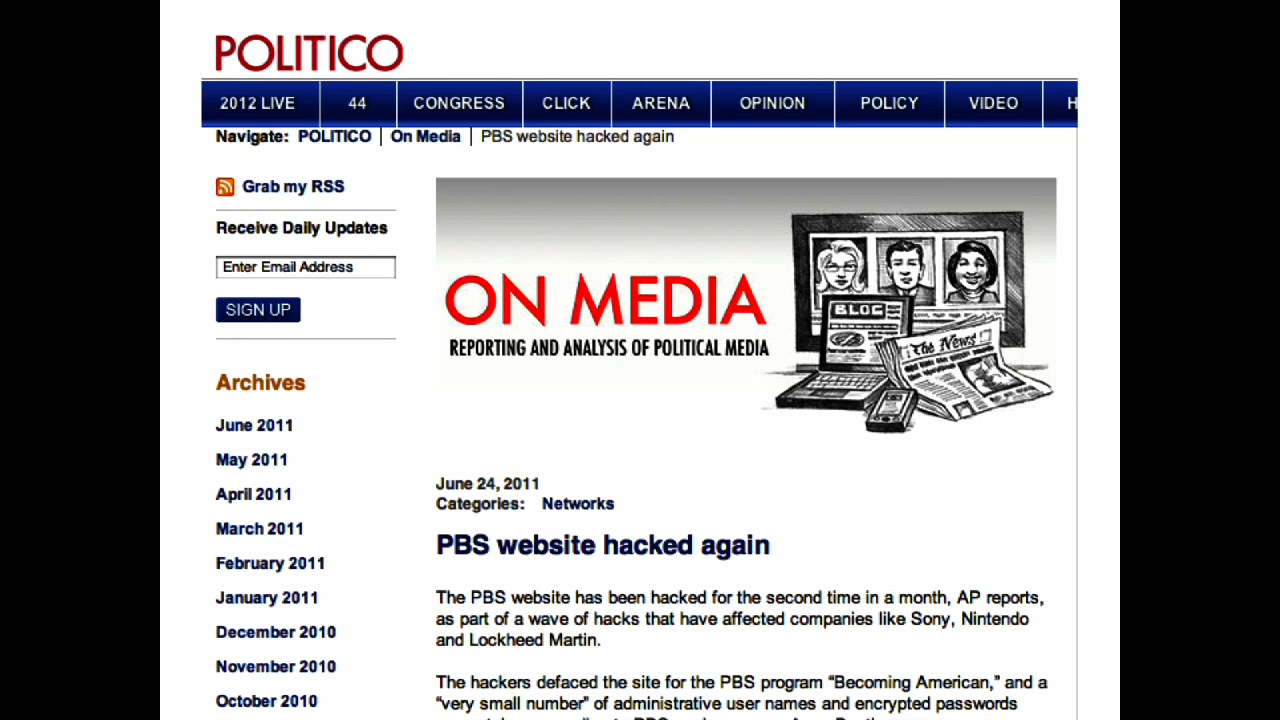 POLITICO
2012 LIVE 44 CONGRESS CLICK ARENA OPINION POLICY VIDEO H
Navigate: POLITICO | On Media | PBS website hacked again
Grab my RSS
Receive Daily Updates
Enter Email Address
SIGN UP
Archives
June 2011
May 2011
April 2011
March 2011
February 2011
January 2011
December 2010
November 2010
October 2010
ON MEDIA
REPORTING AND ANALYSIS OF POLITICAL MEDIA
BLOG
The News
June 24, 2011
Categories: Networks
PBS website hacked again
The PBS website has been hacked for the second time in a month, AP reports,
as part of a wave of hacks that have affected companies like Sony, Nintendo
and Lockheed Martin.
The hackers defaced the site for the PBS program “Becoming American,” and a
“very small number” of administrative user names and encrypted passwords